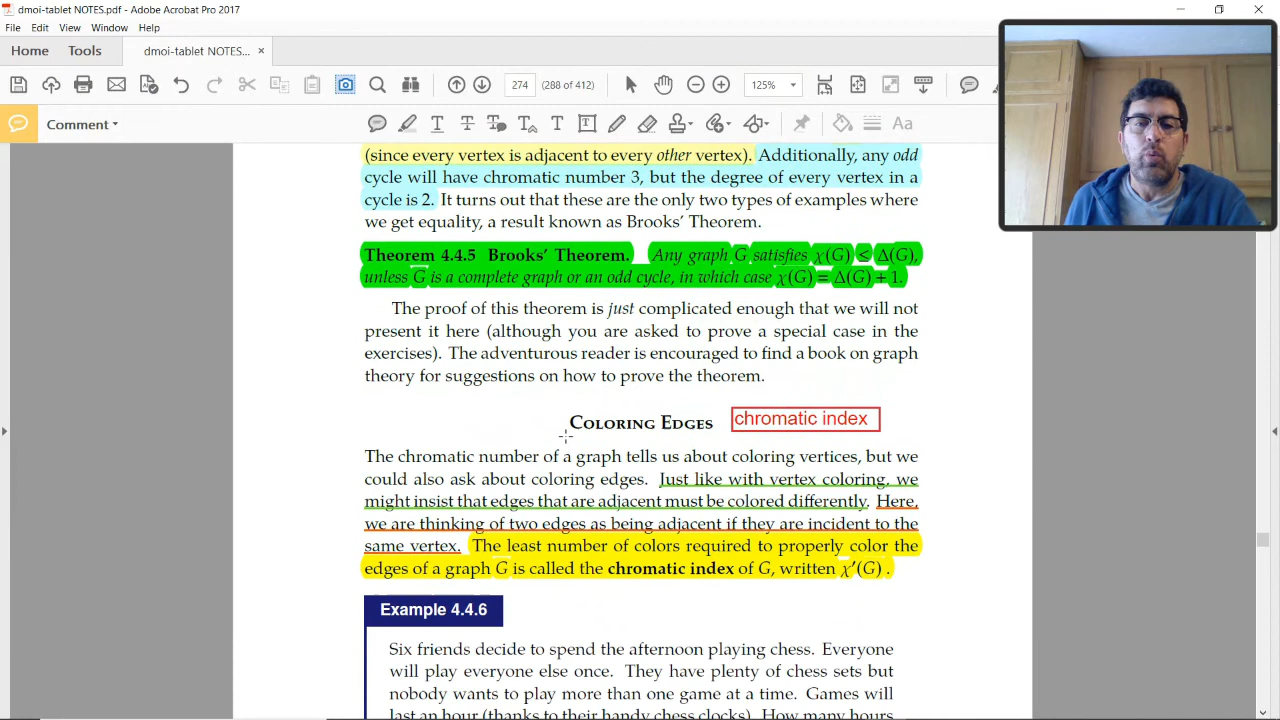 dmoi-tablet NOTES.pdf - Adobe Acrobat Pro 2017
File Edit View Window Help
Home Tools dmoi-tablet NOTES... ×
274 (288 of 412) 125%
Comment
(since every vertex is adjacent to every other vertex). Additionally, any odd
cycle will have chromatic number 3, but the degree of every vertex in a
cycle is 2. It turns out that these are the only two types of examples where
we get equality, a result known as Brooks' Theorem.
Theorem 4.4.5 Brooks' Theorem. Any graph G satisfies χ(G) ≤ Δ(G),
unless G is a complete graph or an odd cycle, in which case χ(G) = Δ(G) + 1.
The proof of this theorem is just complicated enough that we will not
present it here (although you are asked to prove a special case in the
exercises). The adventurous reader is encouraged to find a book on graph
theory for suggestions on how to prove the theorem.
Coloring Edges chromatic index
The chromatic number of a graph tells us about coloring vertices, but we
could also ask about coloring edges. Just like with vertex coloring, we
might insist that edges that are adjacent must be colored differently. Here,
we are thinking of two edges as being adjacent if they are incident to the
same vertex. The least number of colors required to properly color the
edges of a graph G is called the chromatic index of G, written χ′(G) .
Example 4.4.6
Six friends decide to spend the afternoon playing chess. Everyone
will play everyone else once. They have plenty of chess sets but
nobody wants to play more than one game at a time. Games will
last an hour (thanks to their handy chess clocks). How many hours